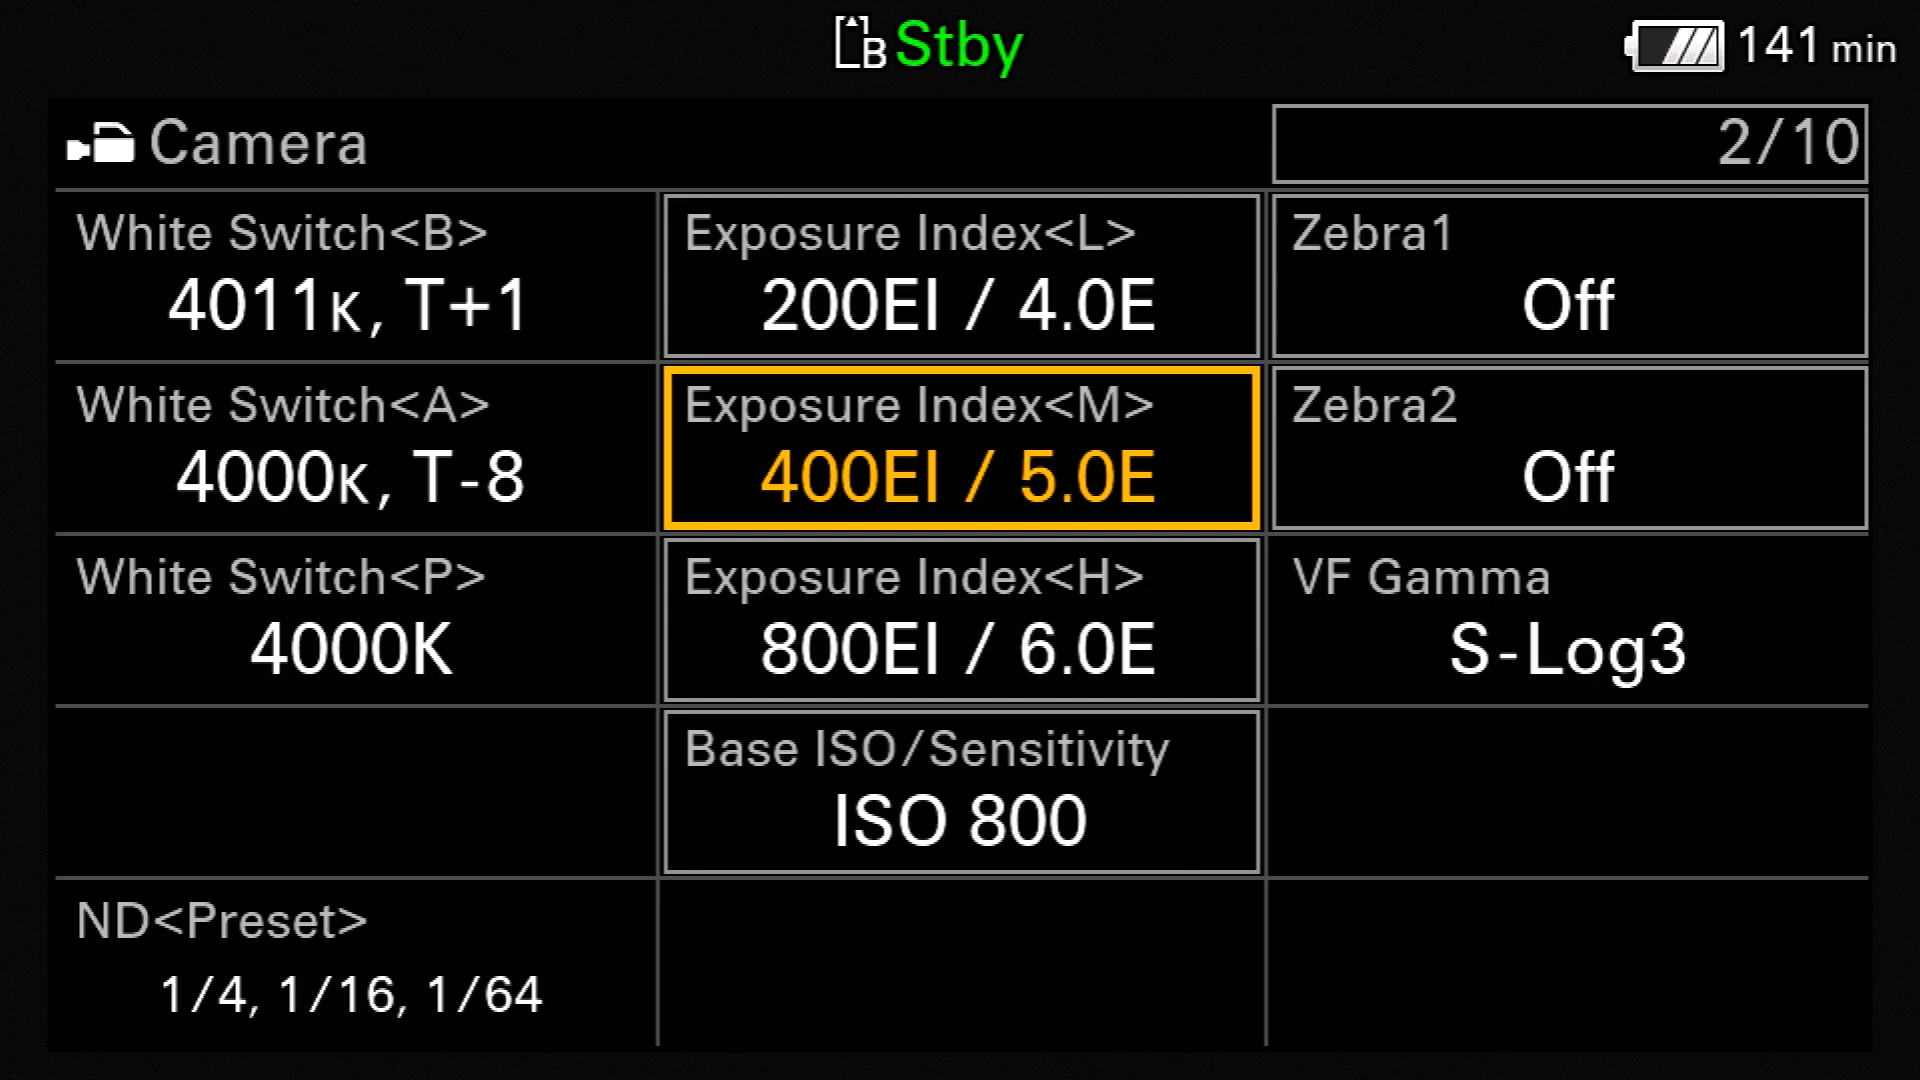 B Stby
141 min
Camera
2/10
White Switch<B>
4011K, T+1
Exposure Index<L>
200EI / 4.0E
Zebra1
Off
White Switch<A>
4000K, T-8
Exposure Index<M>
400EI / 5.0E
Zebra2
Off
White Switch<P>
4000K
Exposure Index<H>
800EI / 6.0E
VF Gamma
S-Log3
Base ISO/Sensitivity
ISO 800
ND<Preset>
1/4, 1/16, 1/64